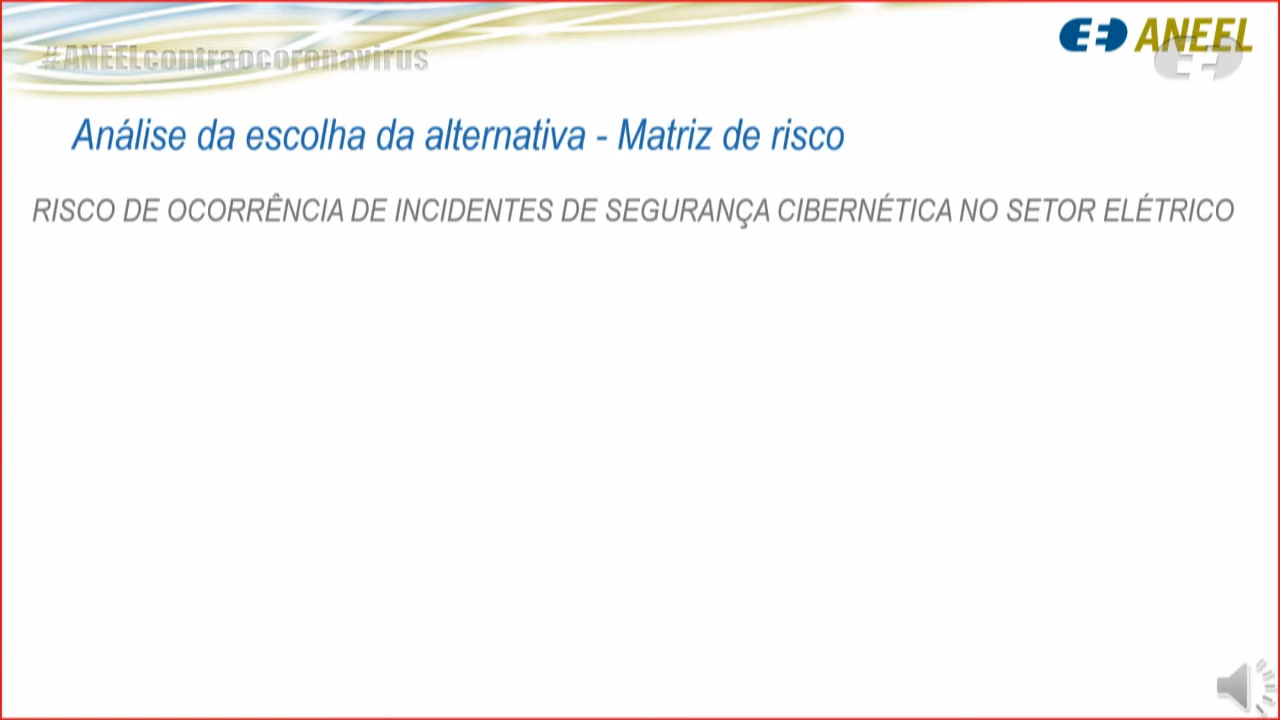 #ANEELcontraocoronavirus
ANEEL
Análise da escolha da alternativa - Matriz de risco
RISCO DE OCORRÊNCIA DE INCIDENTES DE SEGURANÇA CIBERNÉTICA NO SETOR ELÉTRICO